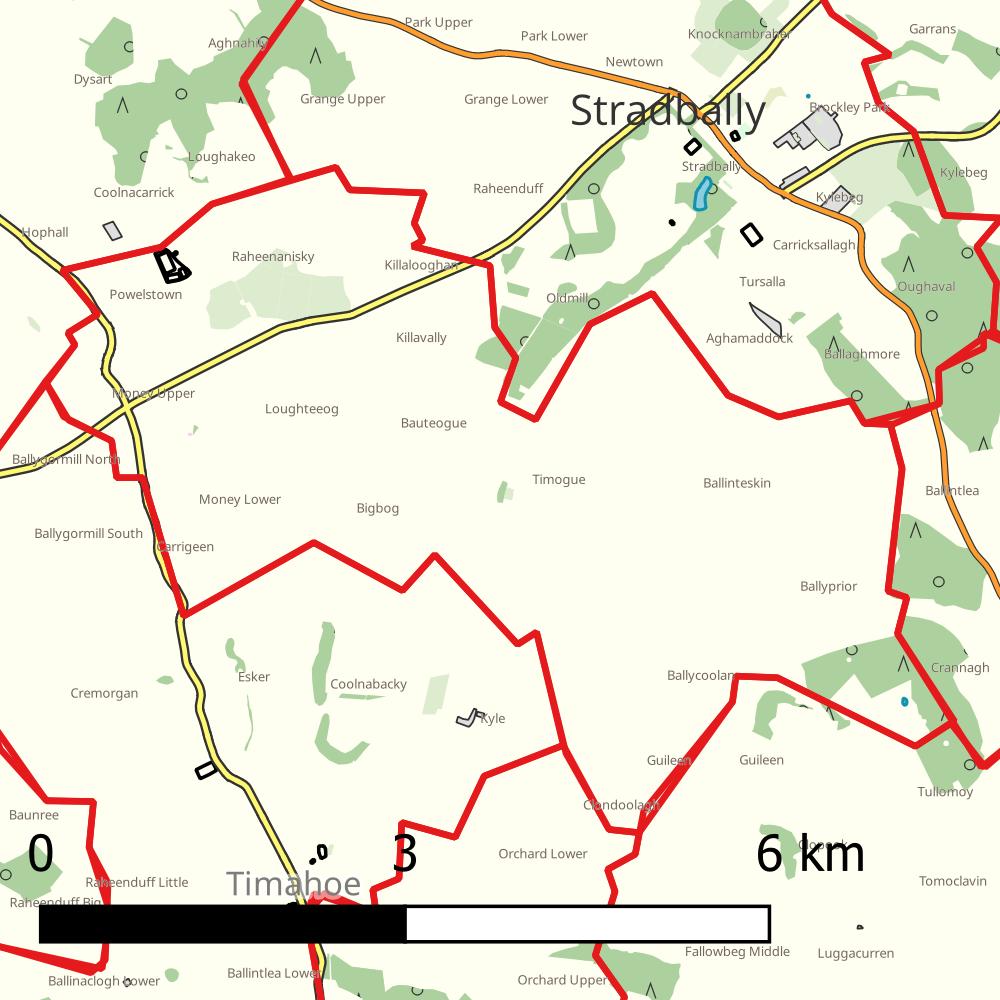 Park Upper
Park Lower
Knocknambraher
Garrans
Aghnahily
Newtown
Dysart
Grange Upper
Grange Lower
Stradbally
Brockley Park
Loughakeo
Stradbally
Kylebeg
Coolnacarrick
Raheenduff
Kylebeg
Hophall
Carricksallagh
Raheenanisky
Killalooghan
Tursalla
Oughaval
Powelstown
Oldmill
Killavally
Aghamaddock
Ballaghmore
Money Upper
Loughteeog
Bauteogue
Ballygormill North
Timogue
Ballinteskin
Ballintlea
Money Lower
Bigbog
Ballygormill South
Carrigeen
Ballyprior
Crannagh
Esker
Coolnabacky
Ballycoolan
Cremorgan
Kyle
Guileen
Guileen
Tullomoy
Clondoolagh
Baunree
0 3 6 km
Clopook
Orchard Lower
Raheenduff Little
Timahoe
Tomoclavin
Raheenduff Big
Fallowbeg Middle
Luggacurren
Ballinaclogh Lower
Ballintlea Lower
Orchard Upper